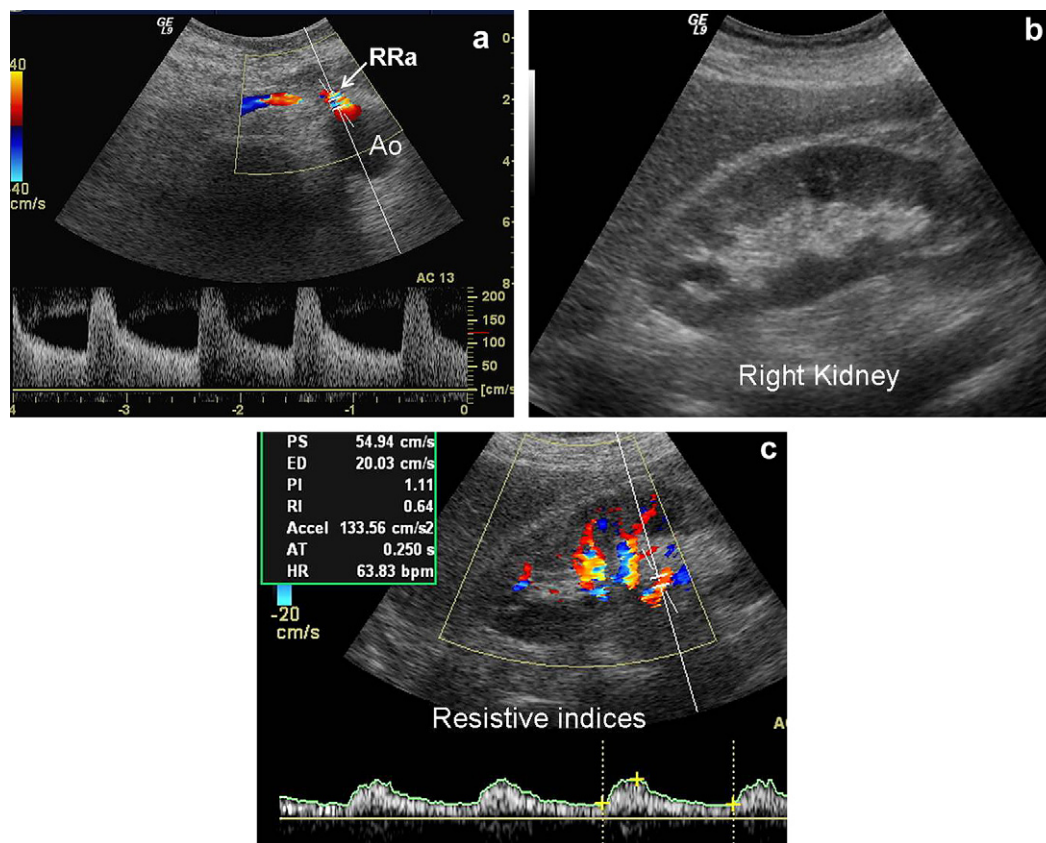 GE
L9
a
RRa
0-
40
2-
Ao
4-
-40
cm/s
6-
AC 13
8-
200
150
100
50
[cm/s
4
-3
-2
-1
0
GE
L9
b
Right Kidney
c
PS 54.94 cm/s
ED 20.03 cm/s
PI 1.11
RI 0.64
Accel 133.56 cm/s2
AT 0.250 s
HR 63.83 bpm
-20
cm/s
Resistive indices